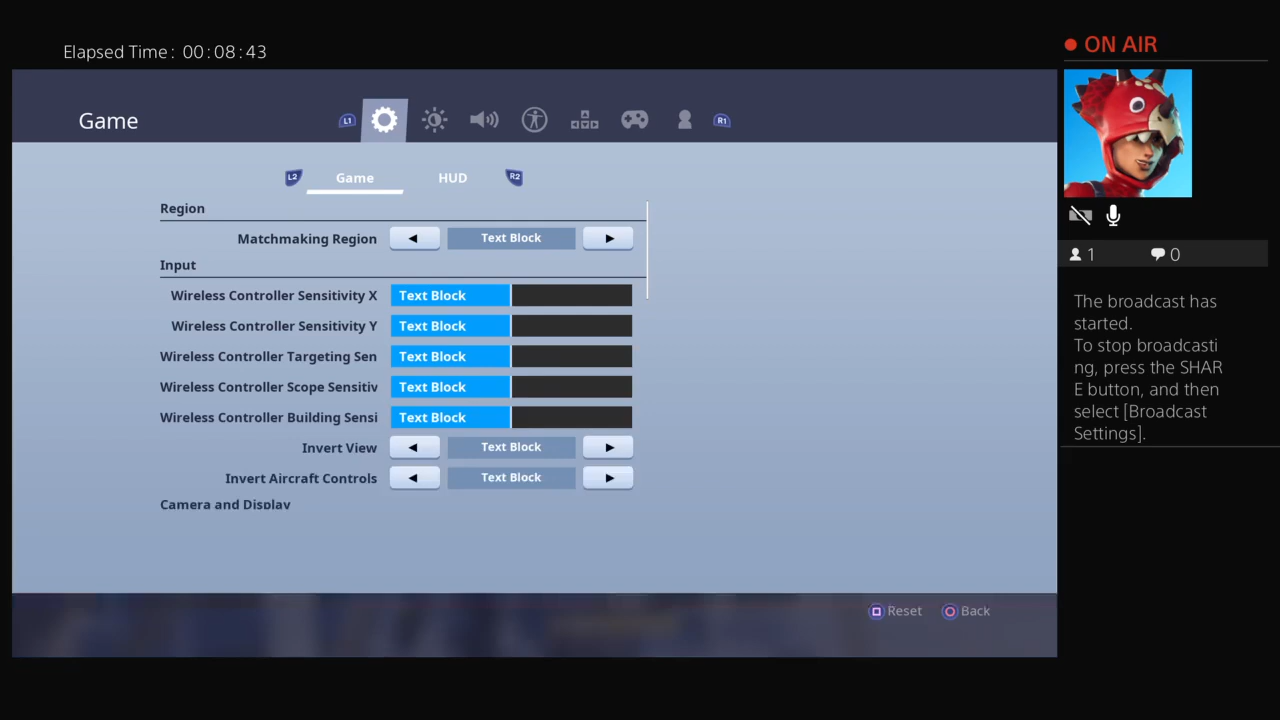 Elapsed Time: 00:08:43
ON AIR
Game
L1
R1
L2
Game
HUD
R2
Region
Matchmaking Region
Text Block
Input
Wireless Controller Sensitivity X
Text Block
Wireless Controller Sensitivity Y
Text Block
Wireless Controller Targeting Sen
Text Block
Wireless Controller Scope Sensitiv
Text Block
Wireless Controller Building Sensi
Text Block
Invert View
Text Block
Invert Aircraft Controls
Text Block
Camera and Display
Reset
Back
1
0
The broadcast has
started.
To stop broadcasti
ng, press the SHAR
E button, and then
select [Broadcast
Settings].